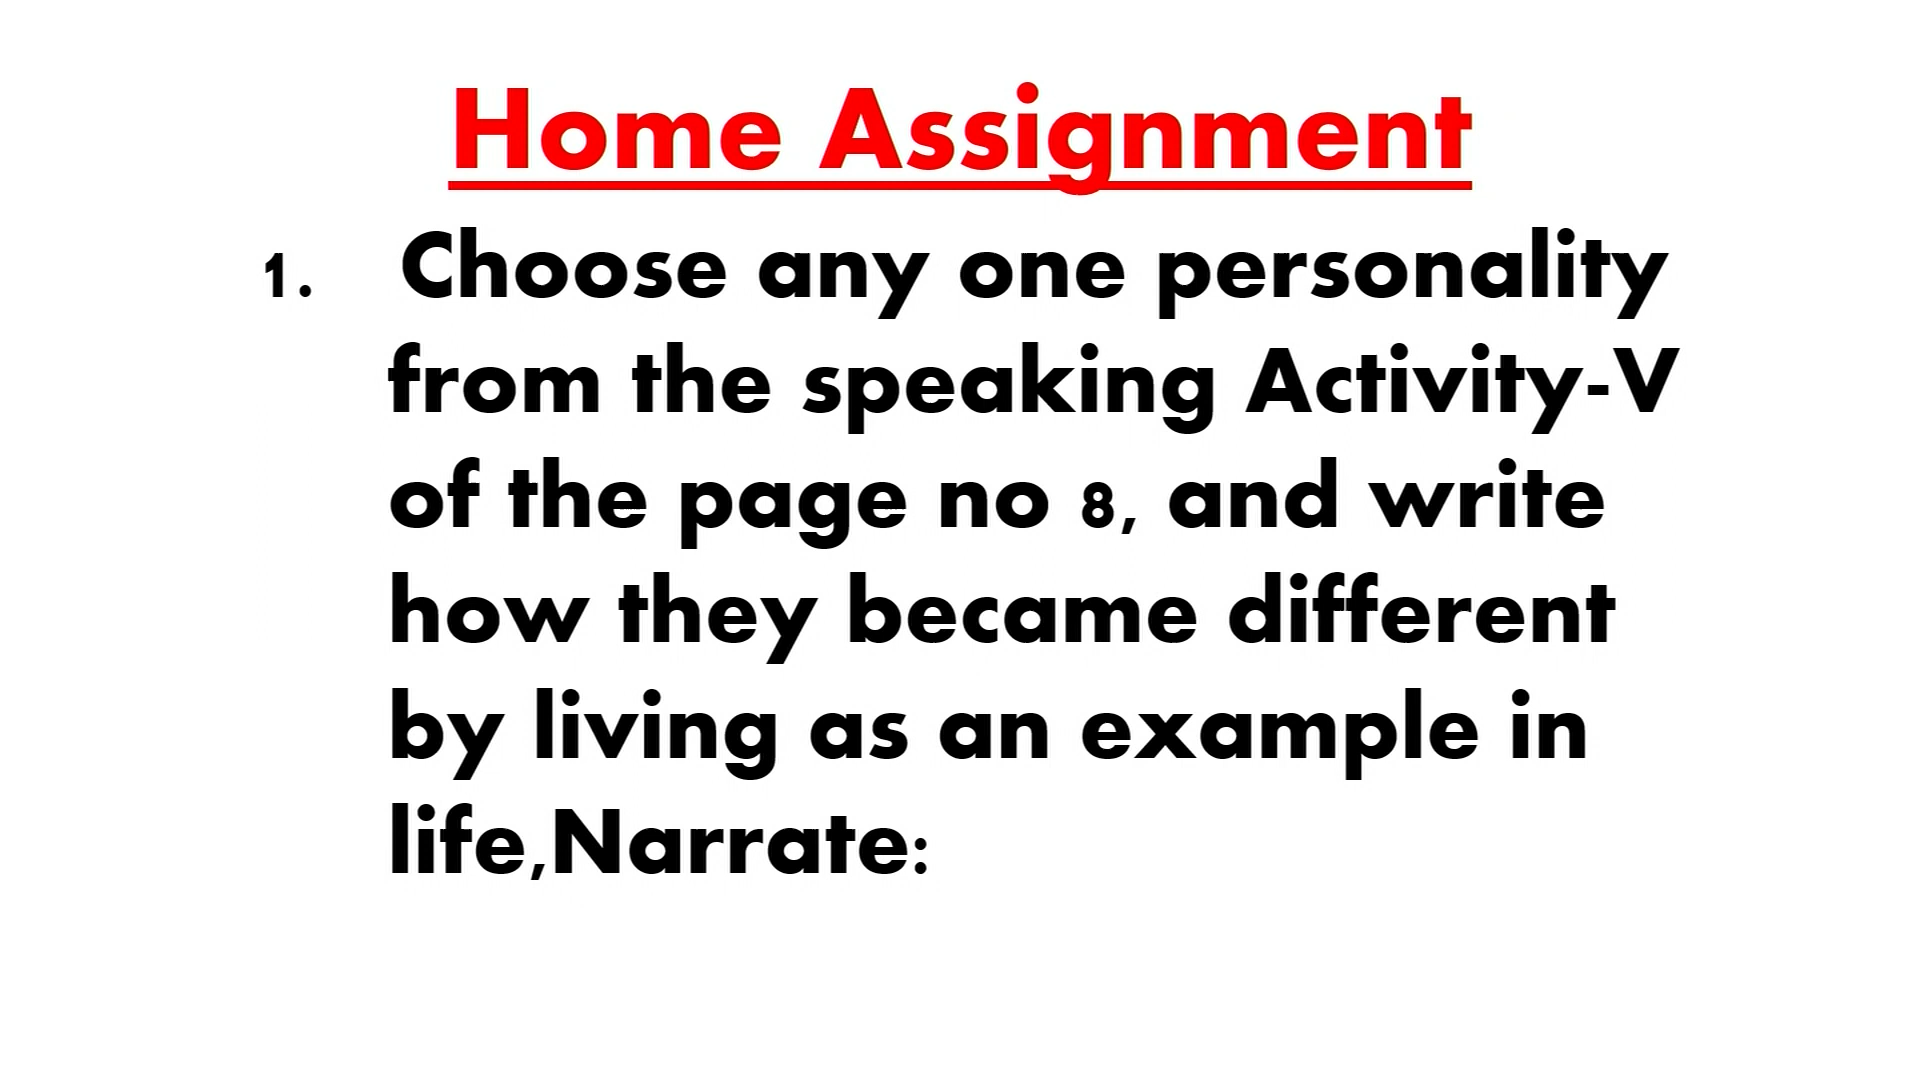 Home Assignment
1. Choose any one personality
from the speaking Activity-V
of the page no 8, and write
how they became different
by living as an example in
life,Narrate: